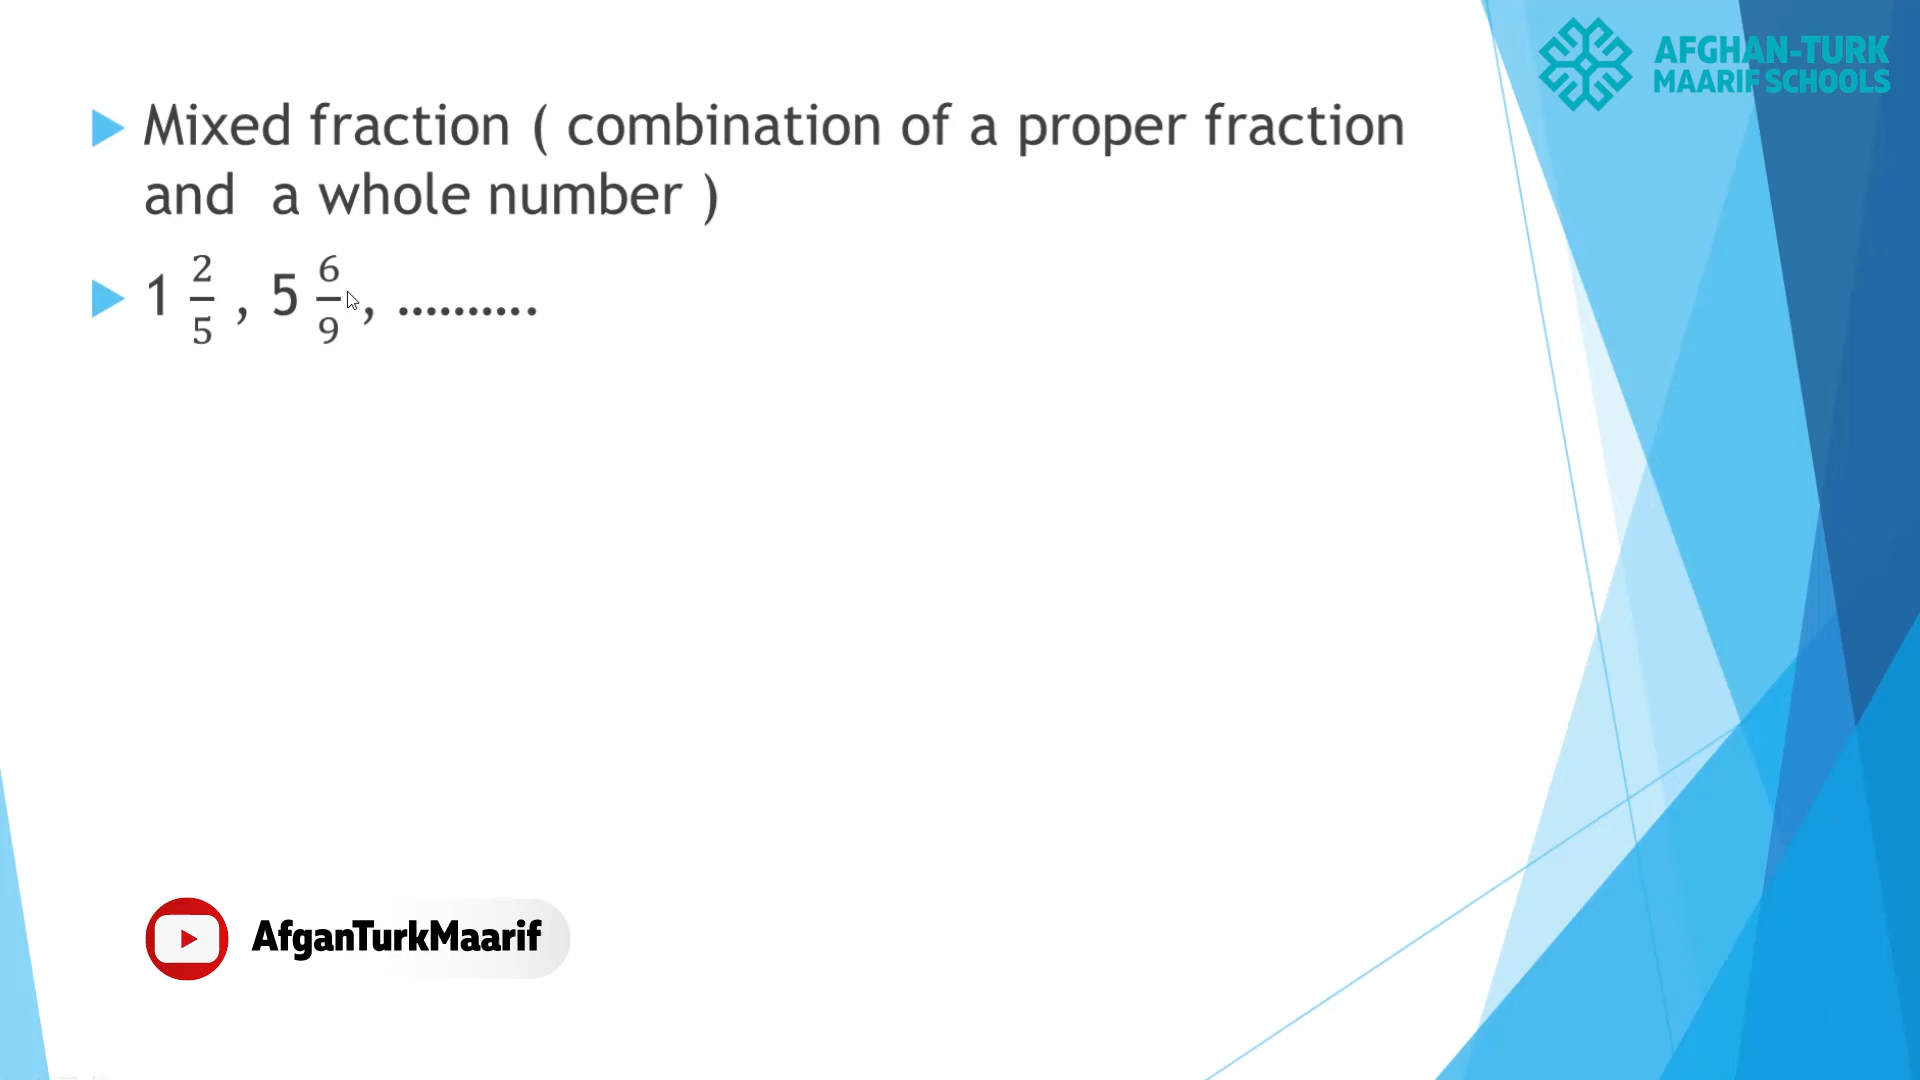 AFGHAN-TURK
MAARIF SCHOOLS
Mixed fraction ( combination of a proper fraction
and a whole number )
1 2/5 , 5 6/9 , ..........
AfganTurkMaarif